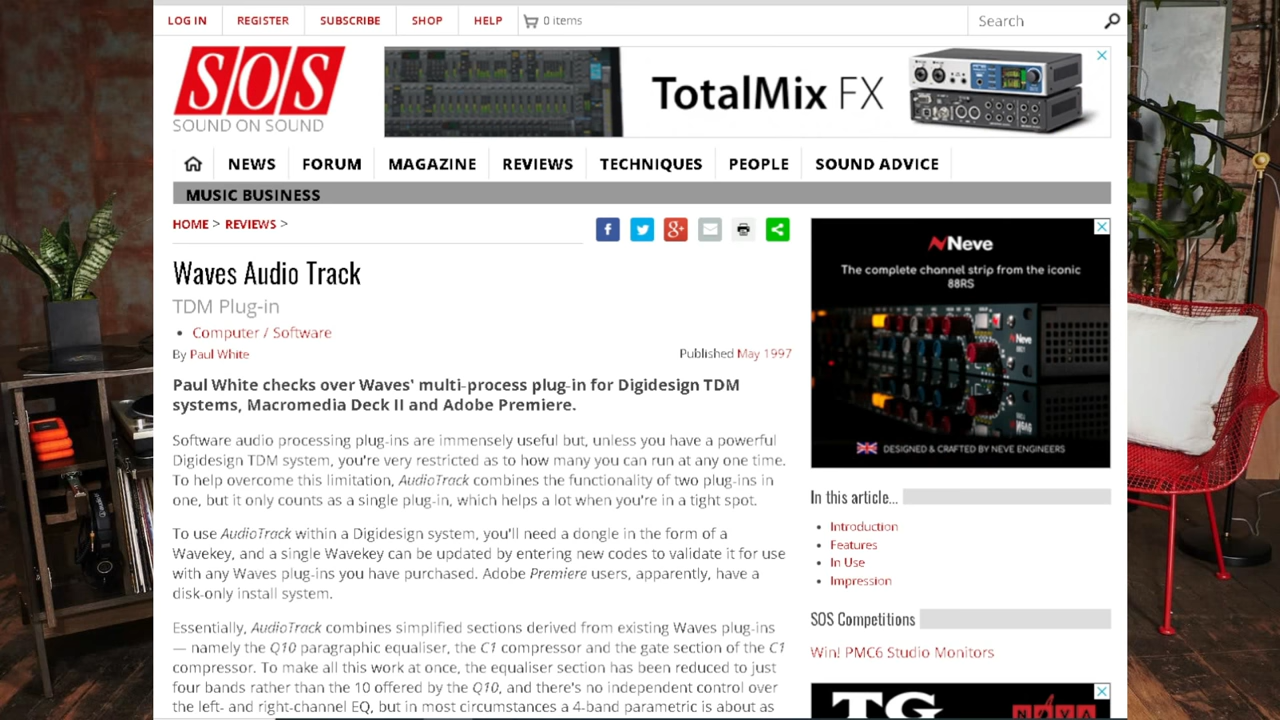 LOG IN REGISTER SUBSCRIBE SHOP HELP 0 items Search
SOS
SOUND ON SOUND
TotalMix FX
NEWS FORUM MAGAZINE REVIEWS TECHNIQUES PEOPLE SOUND ADVICE
MUSIC BUSINESS
HOME > REVIEWS >
Waves Audio Track
TDM Plug-in
• Computer / Software
By Paul White Published May 1997
Paul White checks over Waves' multi-process plug-in for Digidesign TDM
systems, Macromedia Deck II and Adobe Premiere.
Software audio processing plug-ins are immensely useful but, unless you have a powerful
Digidesign TDM system, you're very restricted as to how many you can run at any one time.
To help overcome this limitation, AudioTrack combines the functionality of two plug-ins in
one, but it only counts as a single plug-in, which helps a lot when you're in a tight spot.
To use AudioTrack within a Digidesign system, you'll need a dongle in the form of a
Wavekey, and a single Wavekey can be updated by entering new codes to validate it for use
with any Waves plug-ins you have purchased. Adobe Premiere users, apparently, have a
disk-only install system.
Essentially, AudioTrack combines simplified sections derived from existing Waves plug-ins
— namely the Q10 paragraphic equaliser, the C1 compressor and the gate section of the C1
compressor. To make all this work at once, the equaliser section has been reduced to just
four bands rather than the 10 offered by the Q10, and there's no independent control over
the left- and right-channel EQ, but in most circumstances a 4-band parametric is about as
Neve
The complete channel strip from the iconic
88RS
Neve
DESIGNED & CRAFTED BY NEVE ENGINEERS
In this article...
• Introduction
• Features
• In Use
• Impression
SOS Competitions
Win! PMC6 Studio Monitors
TG
NOVA